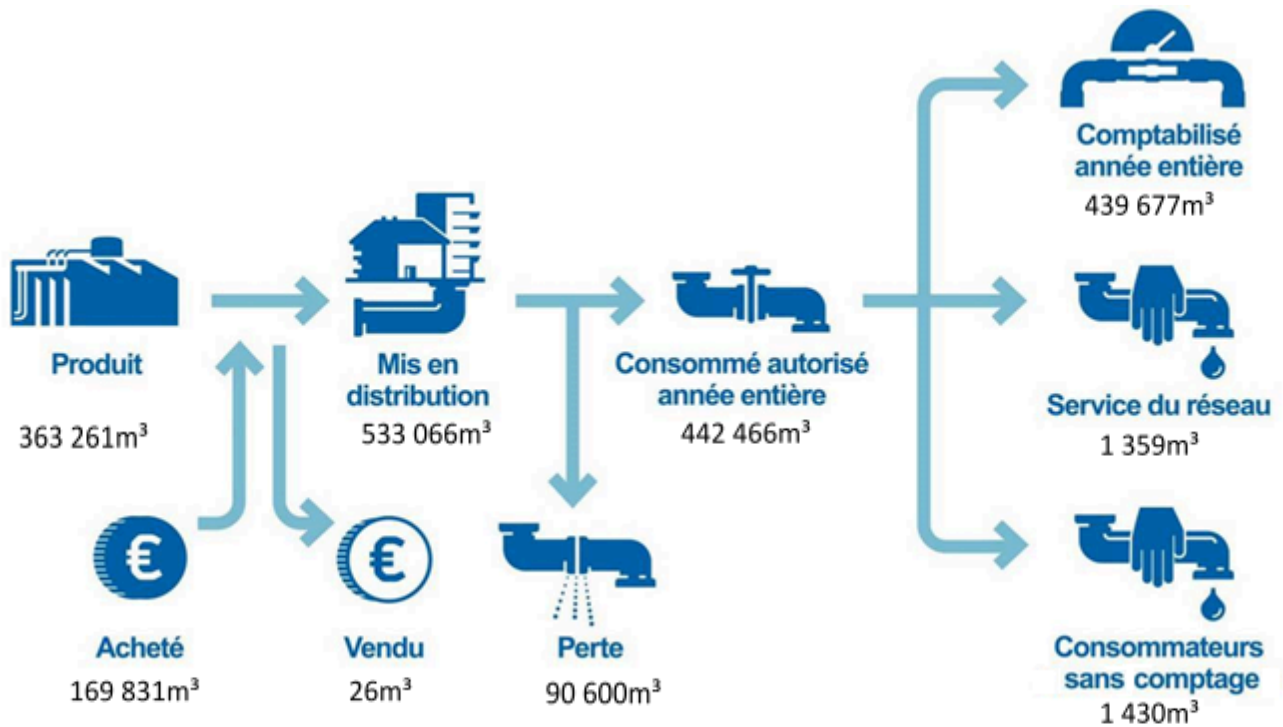 Comptabilisé
année entière
439 677m³
Produit
363 261m³
Mis en
distribution
533 066m³
Consommé autorisé
année entière
442 466m³
Service du réseau
1 359m³
€
Acheté
169 831m³
€
Vendu
26m³
Perte
90 600m³
Consommateurs
sans comptage
1 430m³